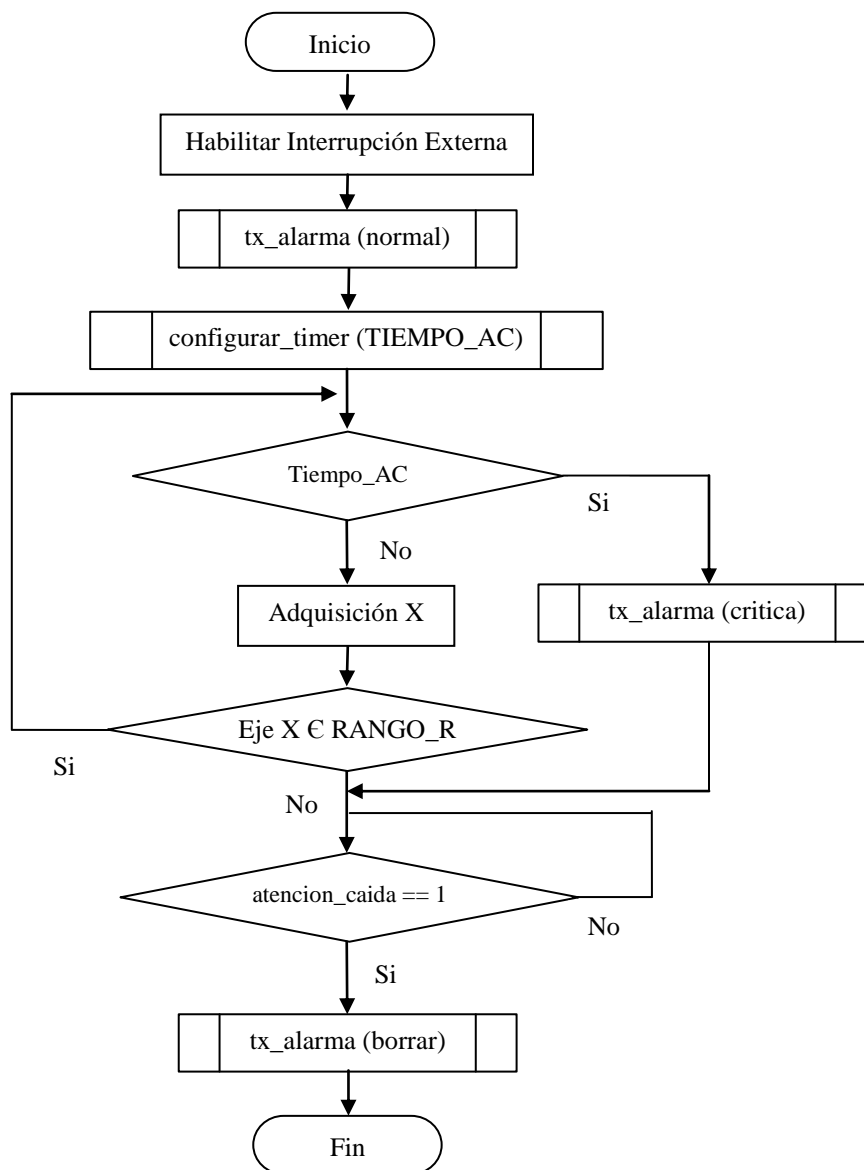 Inicio
Habilitar Interrupción Externa
tx_alarma (normal)
configurar_timer (TIEMPO_AC)
Tiempo_AC
Si
No
Adquisición X
tx_alarma (critica)
Eje X Є RANGO_R
Si
No
atencion_caida == 1
No
Si
tx_alarma (borrar)
Fin